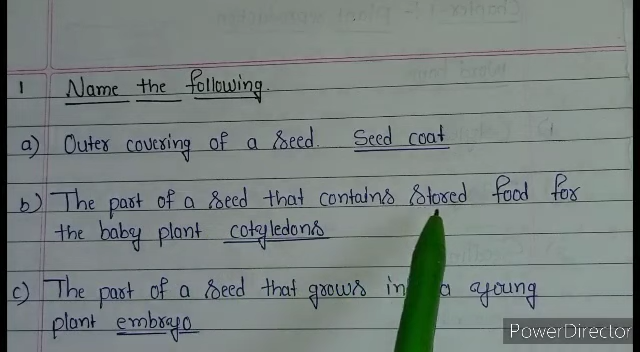 1 Name the following.
a) Outer covering of a seed. Seed coat
b) The part of a seed that contains stored food for
the baby plant cotyledons
c) The part of a seed that grows in a young
plant embryo
PowerDirector